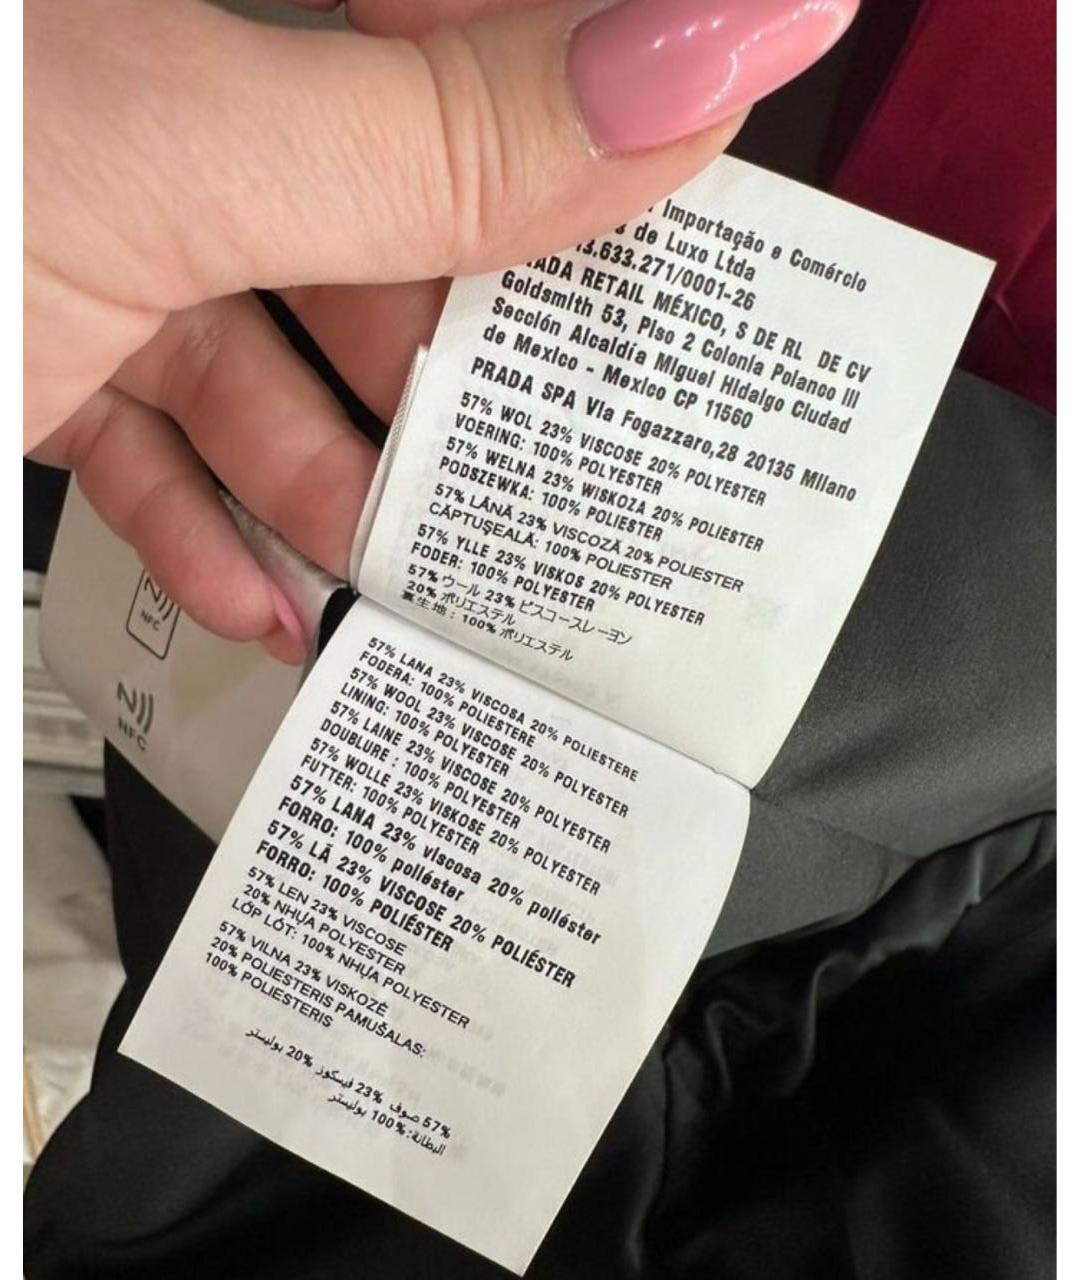 Importação e Comércio
de Luxo Ltda
13.633.271/0001-26
RETAIL MÉXICO, S DE RL DE CV
Goldsmith 53, Piso 2 Colonia Polanco III
Sección Alcaldía Miguel Hidalgo Ciudad
de Mexico - Mexico CP 11560
PRADA SPA Via Fogazzaro,28 20135 Milano
57% WOL 23% VISCOSE 20% POLYESTER
VOERING: 100% POLYESTER
57% WELNA 23% WISKOZA 20% POLIESTER
PODSZEWKA: 100% POLIESTER
57% LÂNĂ 23% VISCOZĂ 20% POLIESTER
CĂPTUŞEALĂ: 100% POLIESTER
57% YLLE 23% VISKOS 20% POLYESTER
FODER: 100% POLYESTER
57% ウール 23% ビスコースレーヨン
20% ポリエステル
裏生地 : 100% ポリエステル
57% LANA 23% VISCOSA 20% POLIESTERE
FODERA: 100% POLIESTERE
57% WOOL 23% VISCOSE 20% POLYESTER
LINING: 100% POLYESTER
57% LAINE 23% VISCOSE 20% POLYESTER
DOUBLURE : 100% POLYESTER
57% WOLLE 23% VISKOSE 20% POLYESTER
FUTTER: 100% POLYESTER
57% LANA 23% viscosa 20% poliéster
FORRO: 100% poliéster
57% LÃ 23% VISCOSE 20% POLIÉSTER
FORRO: 100% POLIÉSTER
57% LEN 23% VISCOSE
20% NHỰA POLYESTER
LỚP LÓT: 100% NHỰA POLYESTER
57% VILNA 23% VISKOZĖ
20% POLIESTERIS PAMUŠALAS:
100% POLIESTERIS
57% صوف 23% فيسكوز 20% بوليستر
البطانة: 100% بوليستر
NFC
NFC